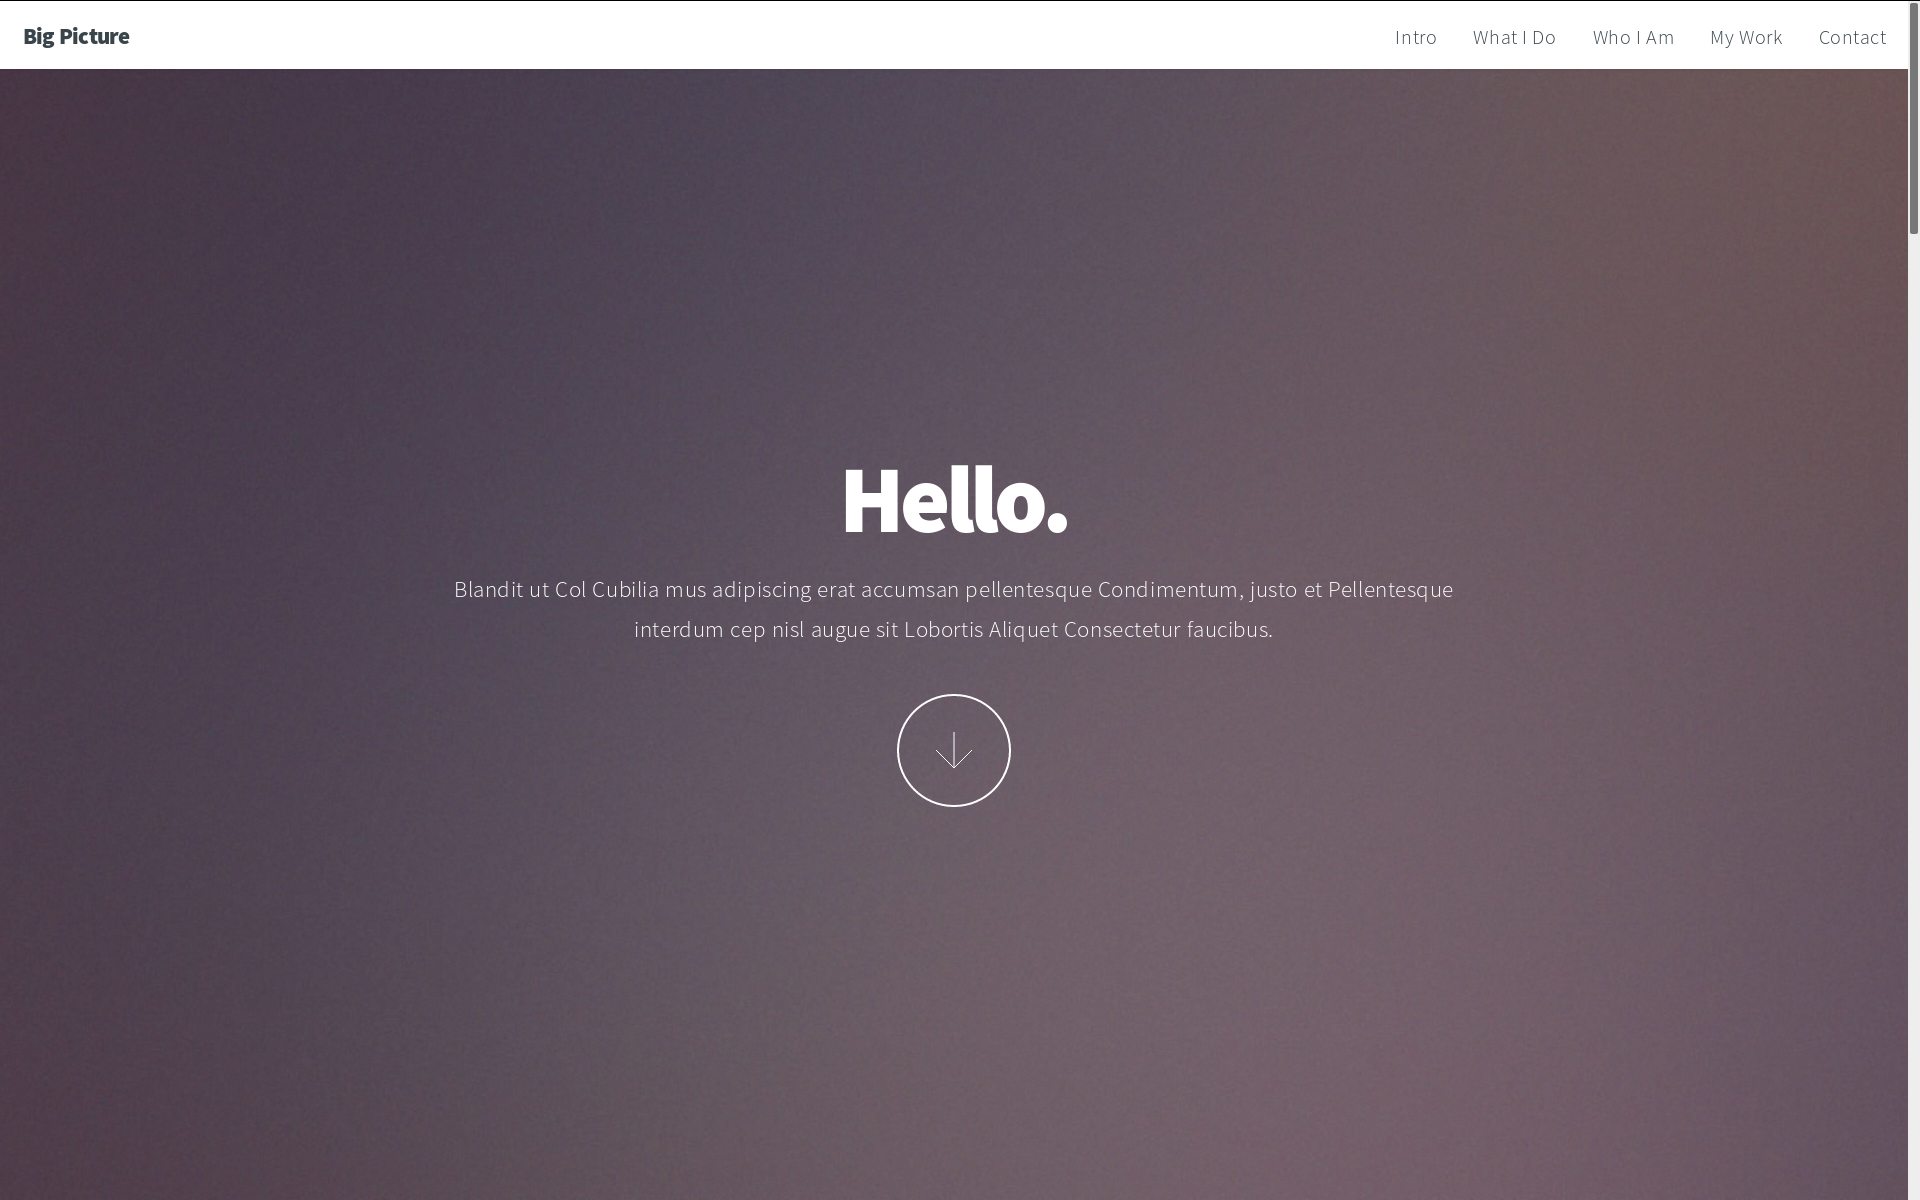 Big Picture
Intro
What I Do
Who I Am
My Work
Contact
Hello.
Blandit ut Col Cubilia mus adipiscing erat accumsan pellentesque Condimentum, justo et Pellentesque
interdum cep nisl augue sit Lobortis Aliquet Consectetur faucibus.